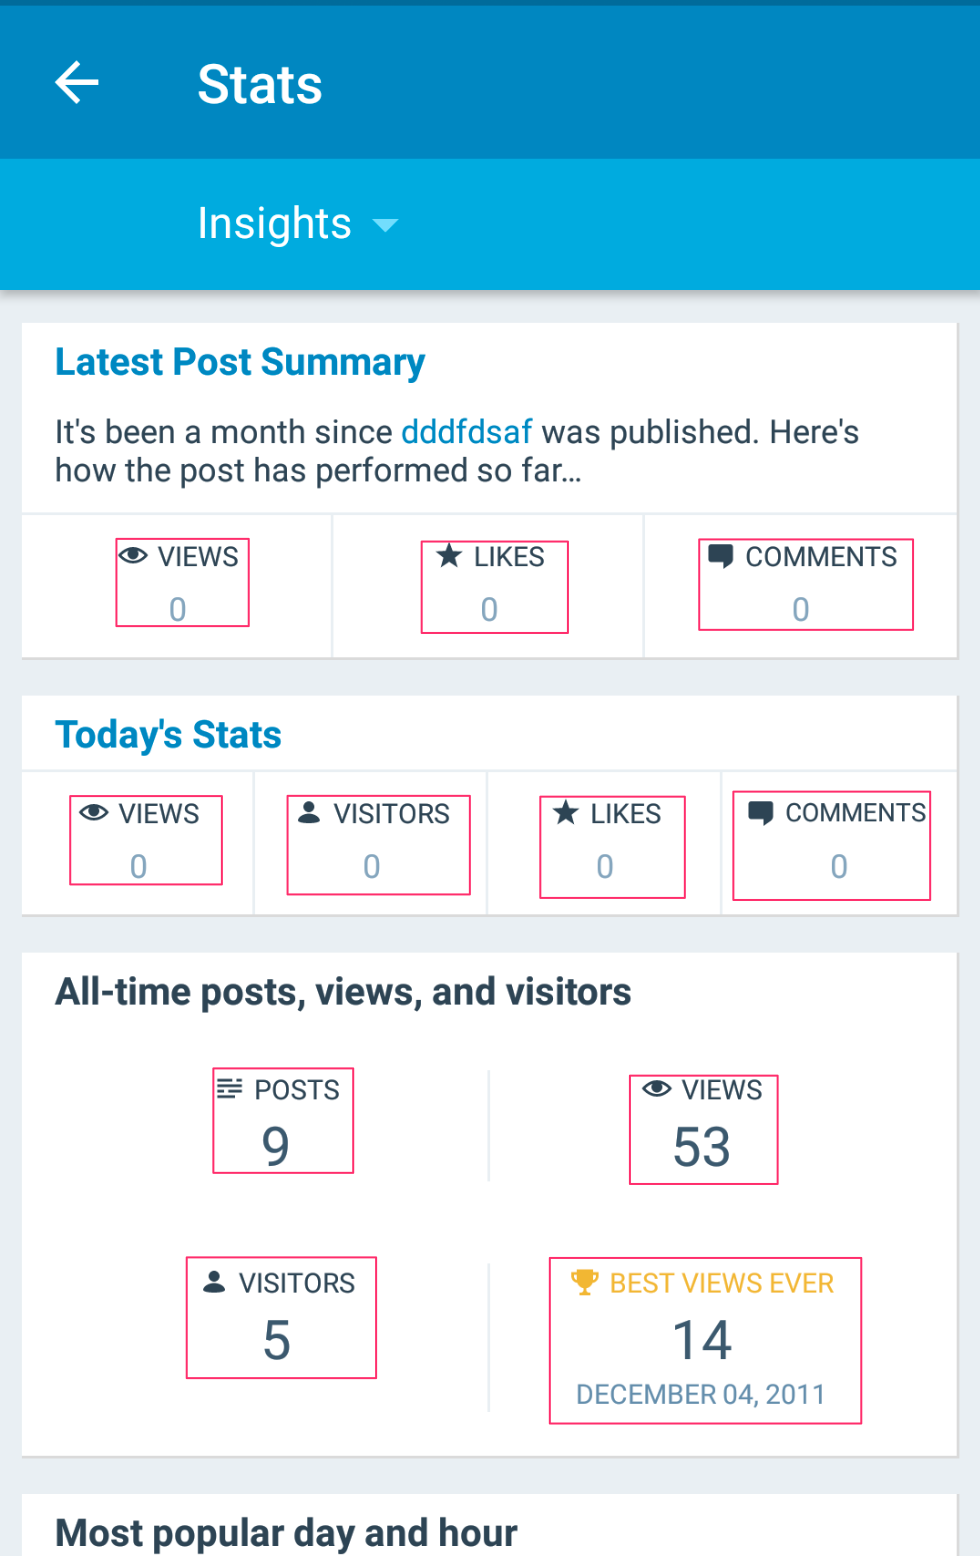 Stats
Insights
Latest Post Summary
It's been a month since dddfdsaf was published. Here's
how the post has performed so far...
VIEWS LIKES COMMENTS
0 0 0
Today's Stats
VIEWS VISITORS LIKES COMMENTS
0 0 0 0
All-time posts, views, and visitors
POSTS VIEWS
9 53
VISITORS BEST VIEWS EVER
5 14
DECEMBER 04, 2011
Most popular day and hour